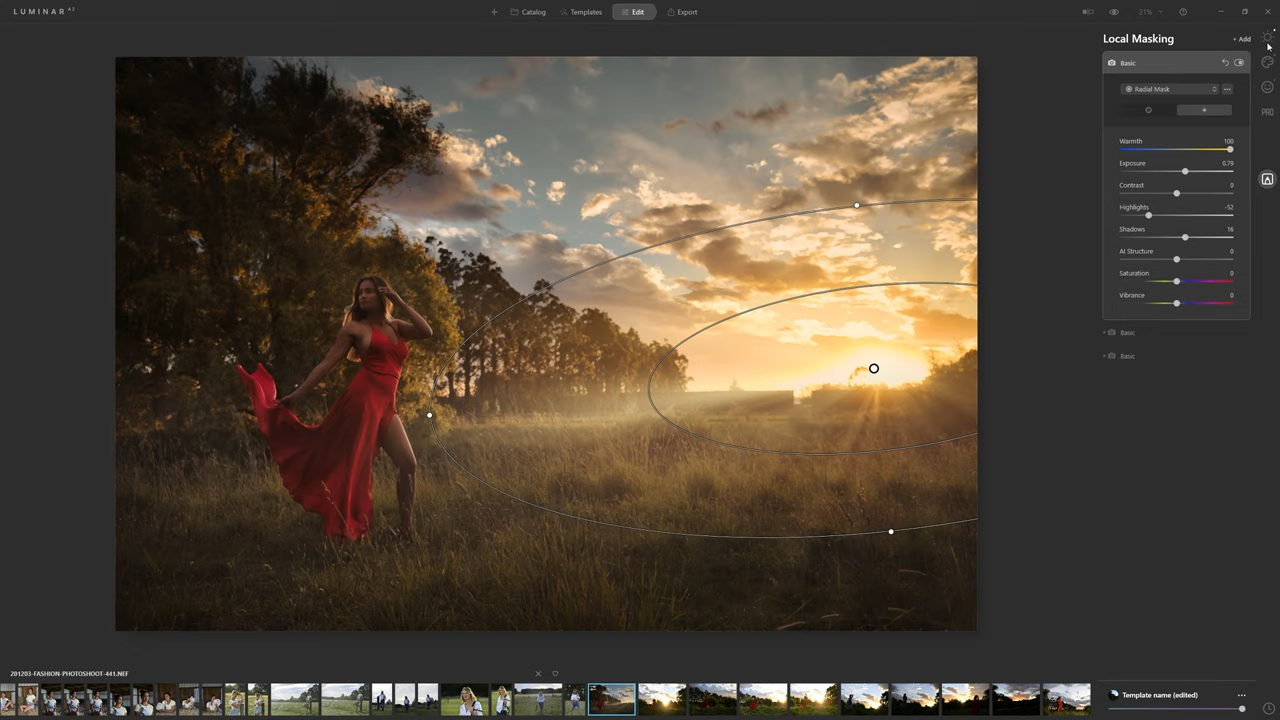 LUMINAR AI
Catalog
Templates
Edit
Export
21%
Local Masking
+ Add
Basic
Radial Mask
Warmth 100
Exposure 0.79
Contrast 0
Highlights -52
Shadows 16
AI Structure 0
Saturation 0
Vibrance 0
Basic
Basic
PRO
201203-FASHION-PHOTOSHOOT-441.NEF
Template name (edited)